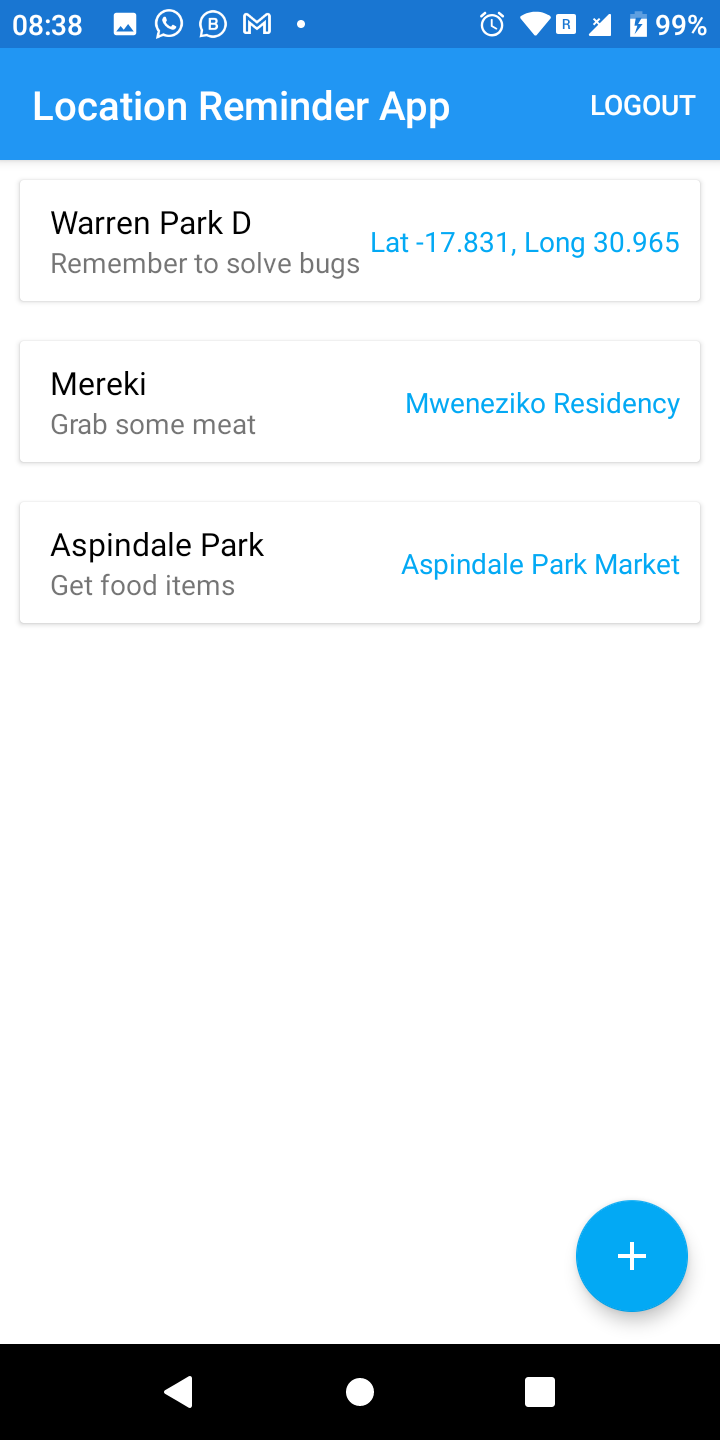 08:38 B R 99%
Location Reminder App LOGOUT
Warren Park D
Remember to solve bugs
Lat -17.831, Long 30.965
Mereki
Grab some meat
Mweneziko Residency
Aspindale Park
Get food items
Aspindale Park Market
+